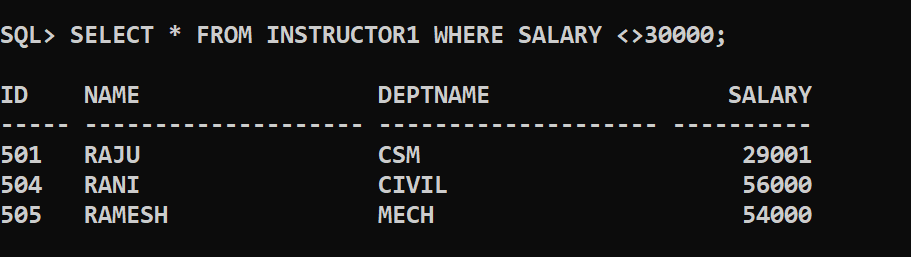 SQL> SELECT * FROM INSTRUCTOR1 WHERE SALARY <>30000;
ID    NAME                 DEPTNAME                 SALARY
----- -------------------- -------------------- ----------
501   RAJU                 CSM                       29001
504   RANI                 CIVIL                     56000
505   RAMESH               MECH                      54000